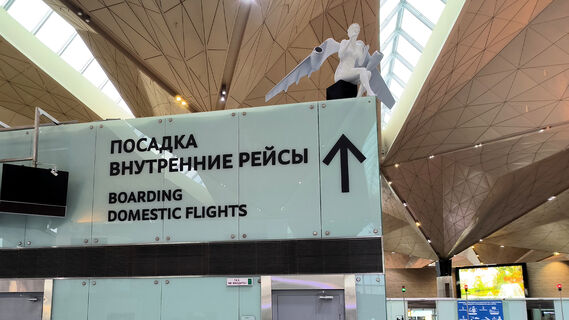 ПОСАДКА
ВНУТРЕННИЕ РЕЙСЫ
BOARDING
DOMESTIC FLIGHTS